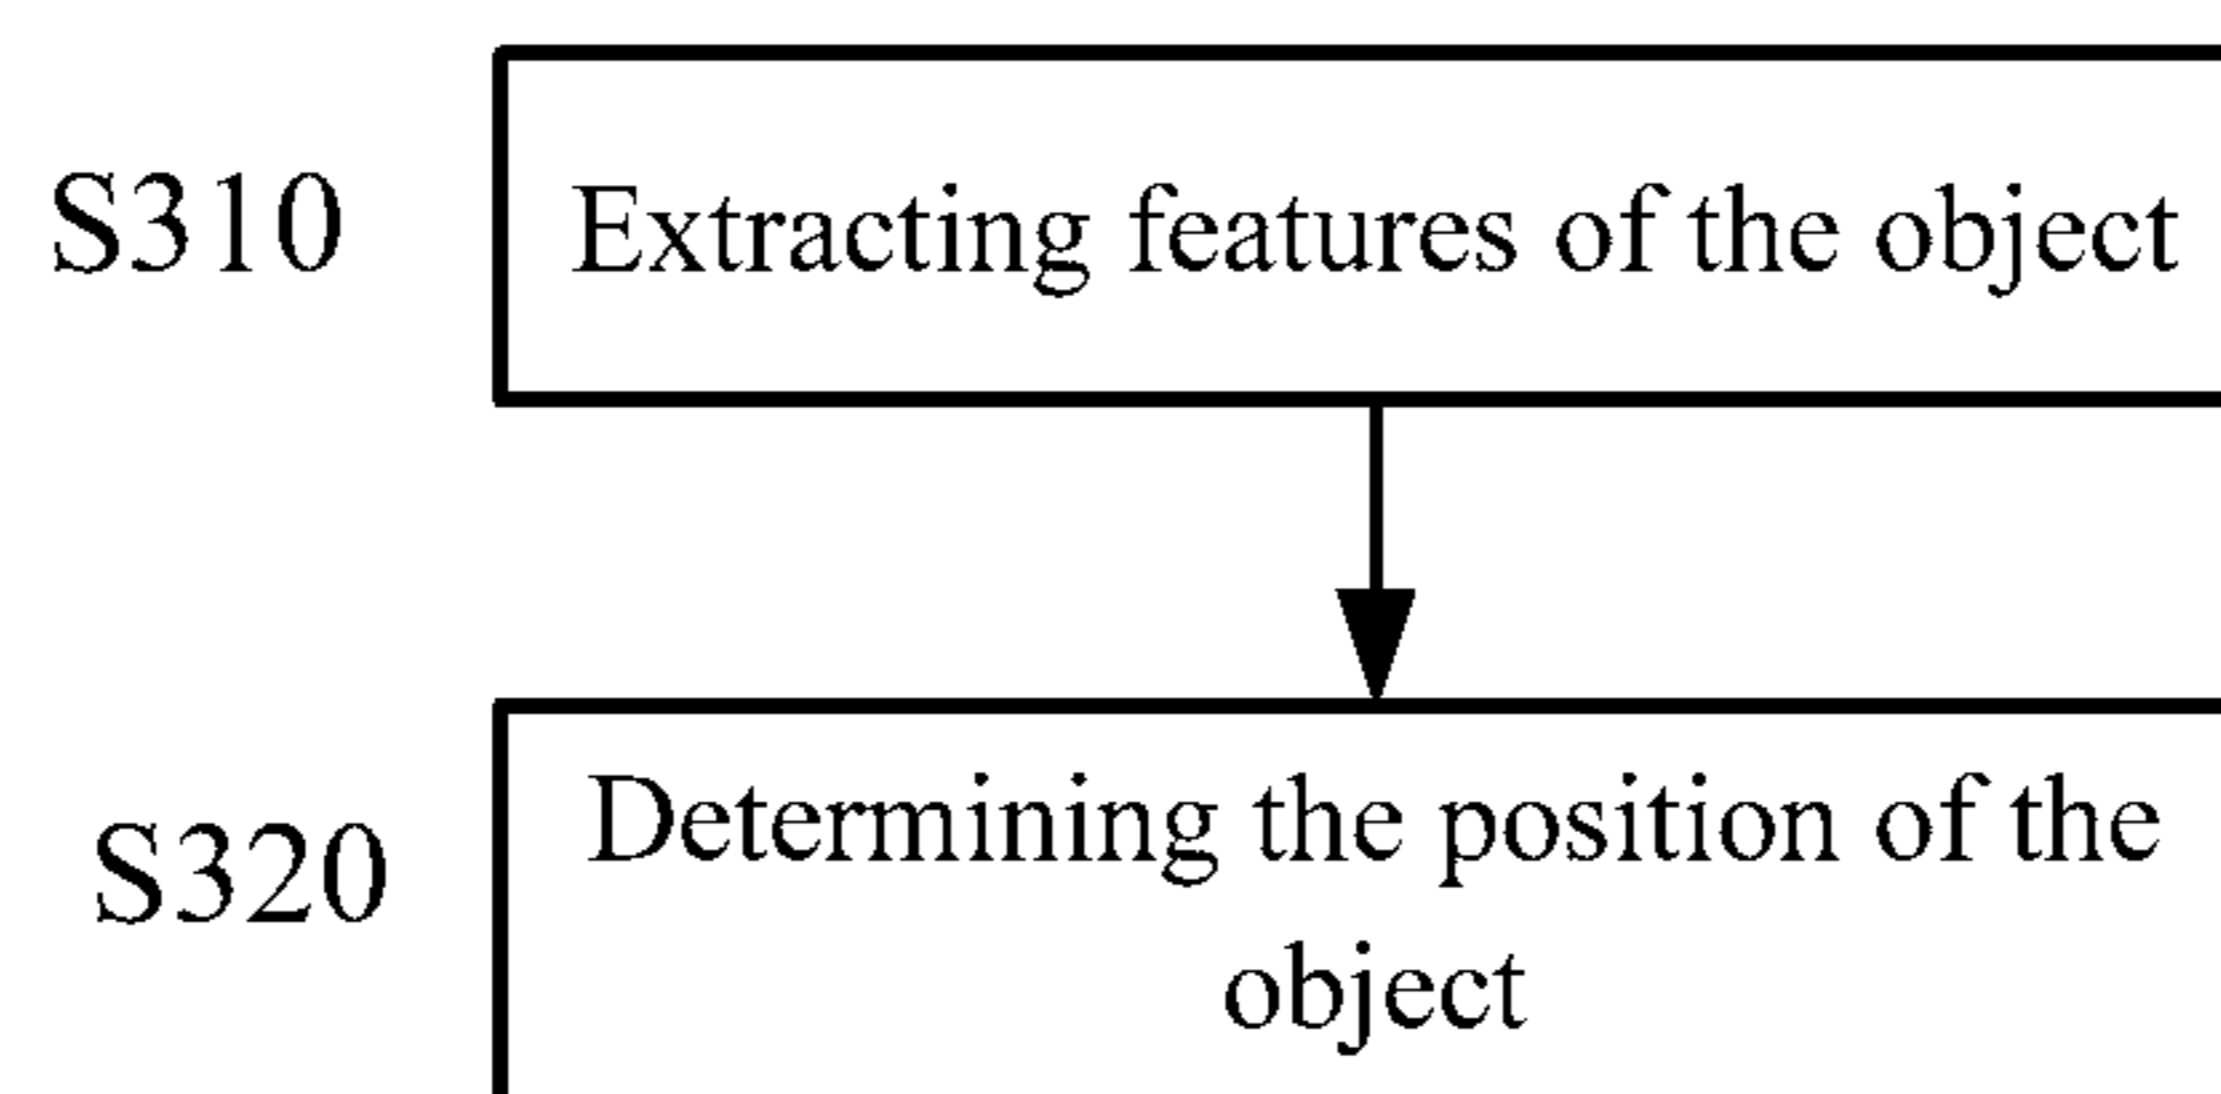 S310
Extracting features of the object
S320
Determining the position of the
object